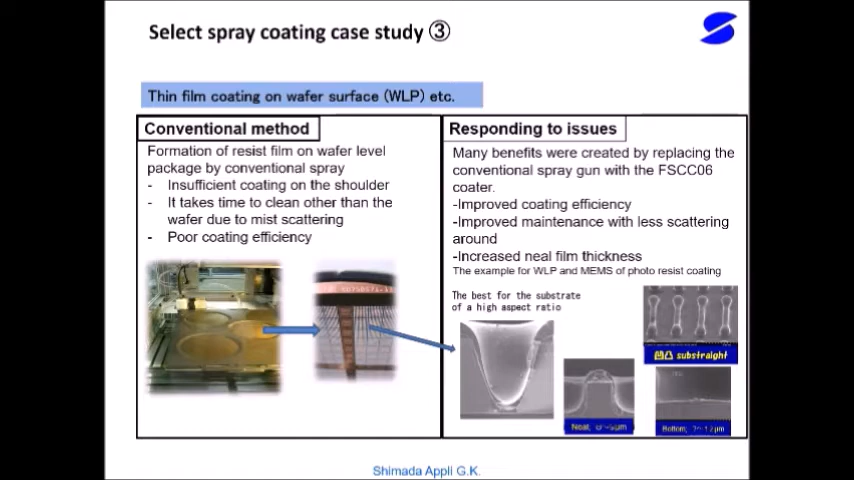 Select spray coating case study ③
Thin film coating on wafer surface (WLP) etc.
Conventional method
Formation of resist film on wafer level
package by conventional spray
- Insufficient coating on the shoulder
- It takes time to clean other than the
wafer due to mist scattering
- Poor coating efficiency
Responding to issues
Many benefits were created by replacing the
conventional spray gun with the FSCC06
coater.
-Improved coating efficiency
-Improved maintenance with less scattering
around
-Increased neal film thickness
The example for WLP and MEMS of photo resist coating
The best for the substrate
of a high aspect ratio
凹凸 substraight
Neal;
Bottom;
Shimada Appli G.K.